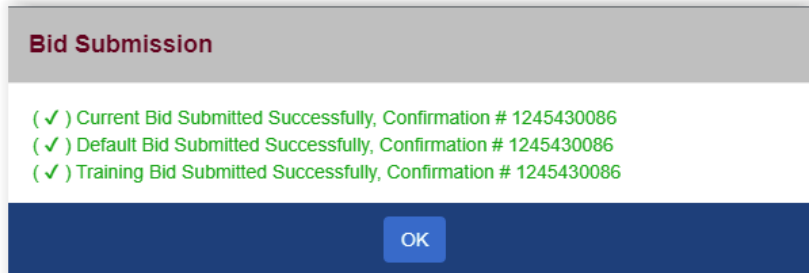 Bid Submission
( ✓ ) Current Bid Submitted Successfully, Confirmation # 1245430086
( ✓ ) Default Bid Submitted Successfully, Confirmation # 1245430086
( ✓ ) Training Bid Submitted Successfully, Confirmation # 1245430086
OK